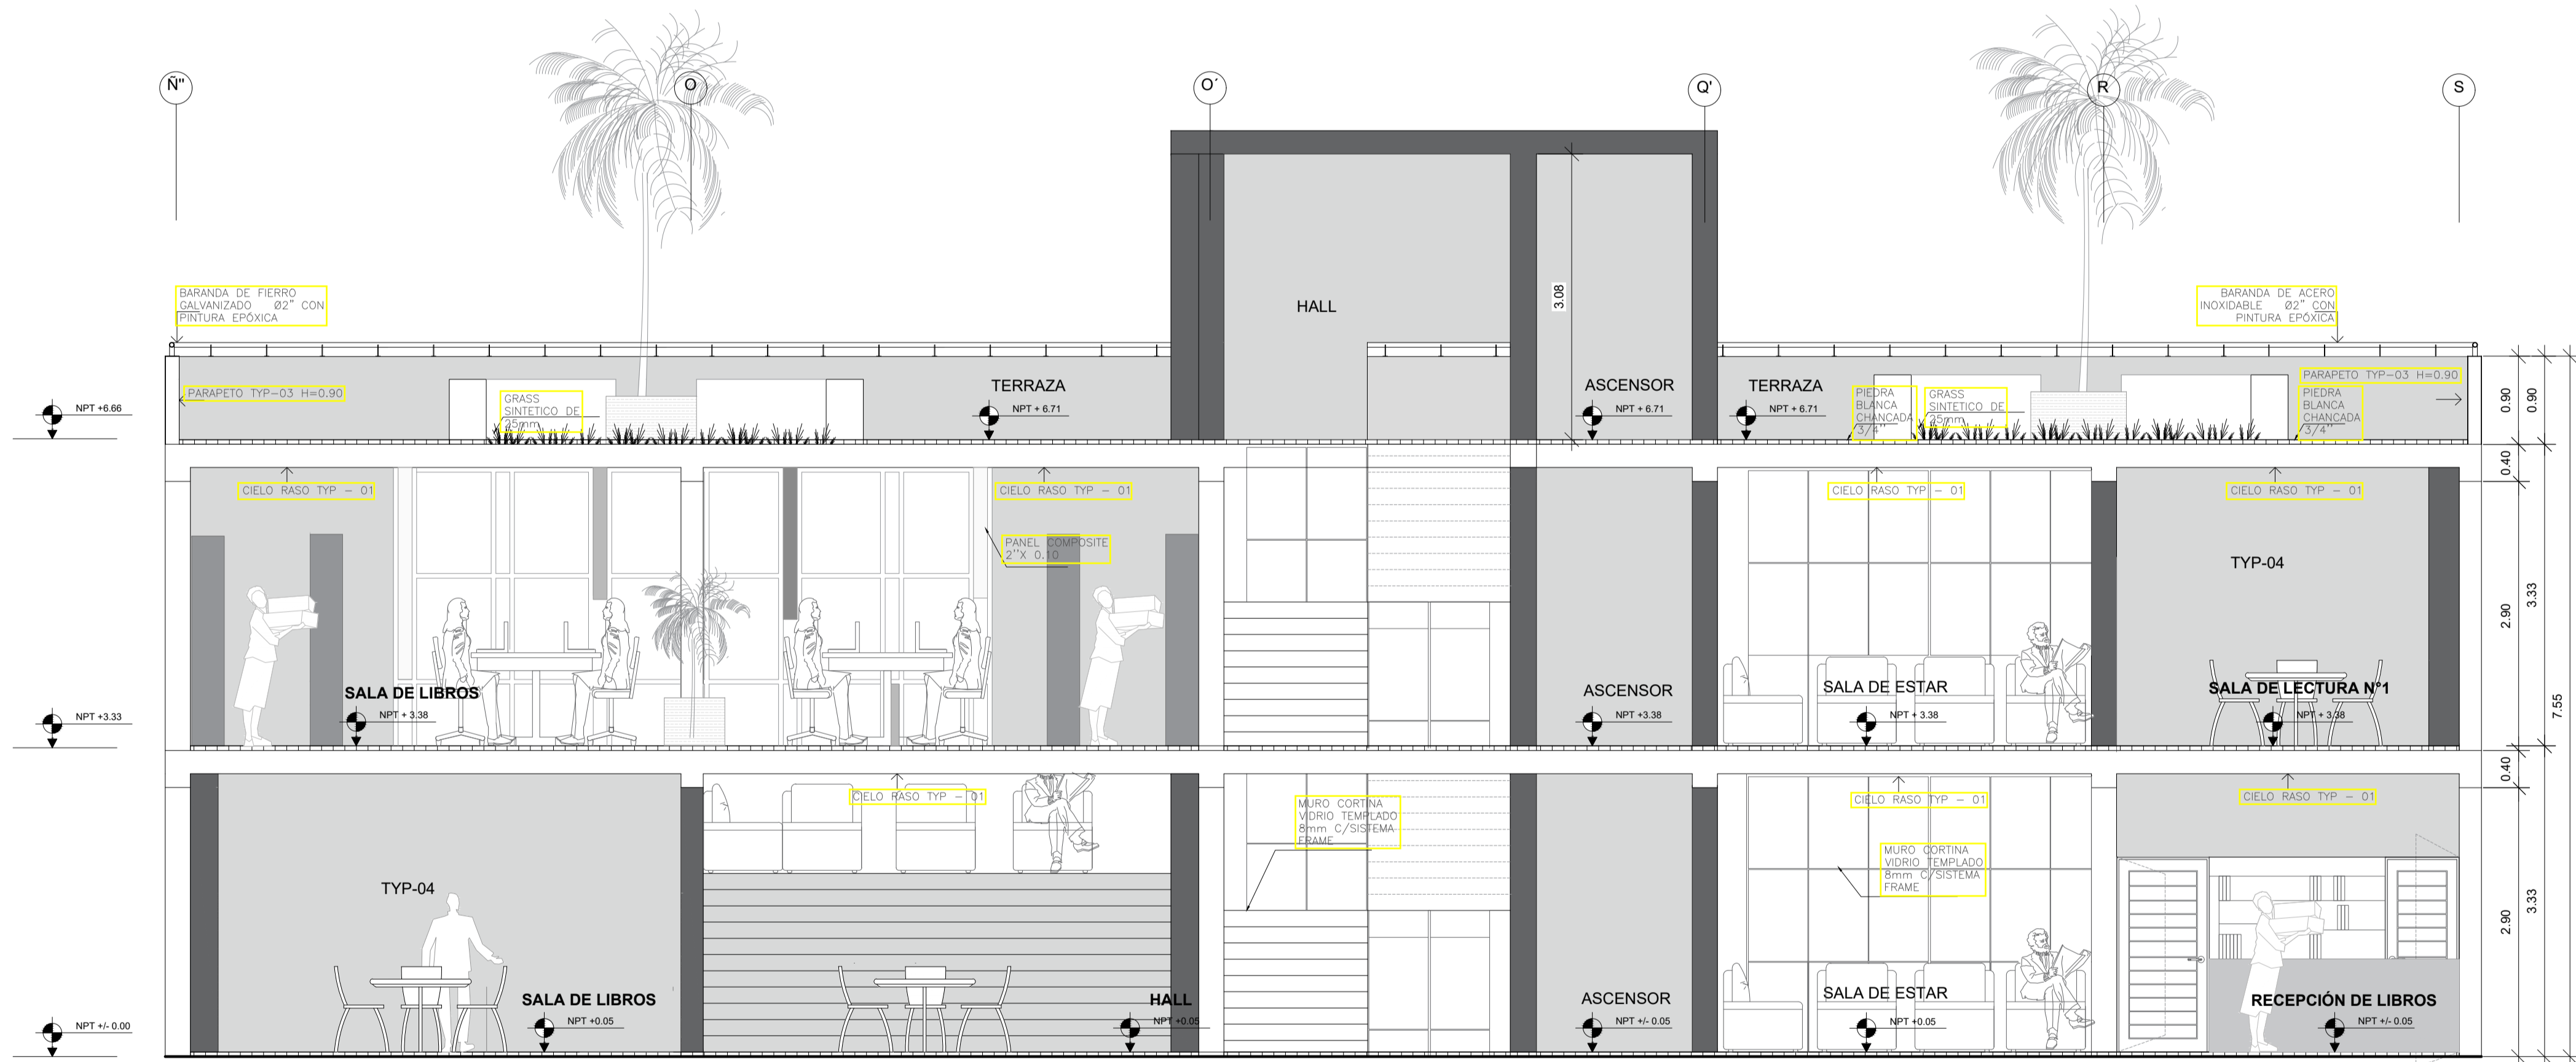 Ñ"
O
O´
Q'
R
S
BARANDA DE FIERRO
GALVANIZADO Ø2" CON
PINTURA EPÓXICA
BARANDA DE ACERO
INOXIDABLE Ø2" CON
PINTURA EPÓXICA
HALL
3.08
NPT +6.66
PARAPETO TYP-03 H=0.90
GRASS
SINTETICO DE
25mm
TERRAZA
NPT + 6.71
ASCENSOR
NPT + 6.71
TERRAZA
NPT + 6.71
PIEDRA
BLANCA
CHANCADA
3/4"
GRASS
SINTETICO DE
25mm
PARAPETO TYP-03 H=0.90
PIEDRA
BLANCA
CHANCADA
3/4"
0.90
0.90
CIELO RASO TYP - 01
CIELO RASO TYP - 01
CIELO RASO TYP - 01
CIELO RASO TYP - 01
0.40
PANEL COMPOSITE
2''X 0.10
TYP-04
2.90
3.33
7.55
NPT +3.33
SALA DE LIBROS
NPT + 3.38
ASCENSOR
NPT +3.38
SALA DE ESTAR
NPT + 3.38
SALA DE LECTURA N°1
NPT + 3.38
0.40
CIELO RASO TYP - 01
MURO CORTINA
VIDRIO TEMPLADO
8mm C/SISTEMA
FRAME
CIELO RASO TYP - 01
CIELO RASO TYP - 01
MURO CORTINA
VIDRIO TEMPLADO
8mm C/SISTEMA
FRAME
TYP-04
2.90
3.33
NPT +/- 0.00
SALA DE LIBROS
NPT +0.05
HALL
NPT +0.05
ASCENSOR
NPT +/- 0.05
SALA DE ESTAR
NPT +0.05
RECEPCIÓN DE LIBROS
NPT +/- 0.05